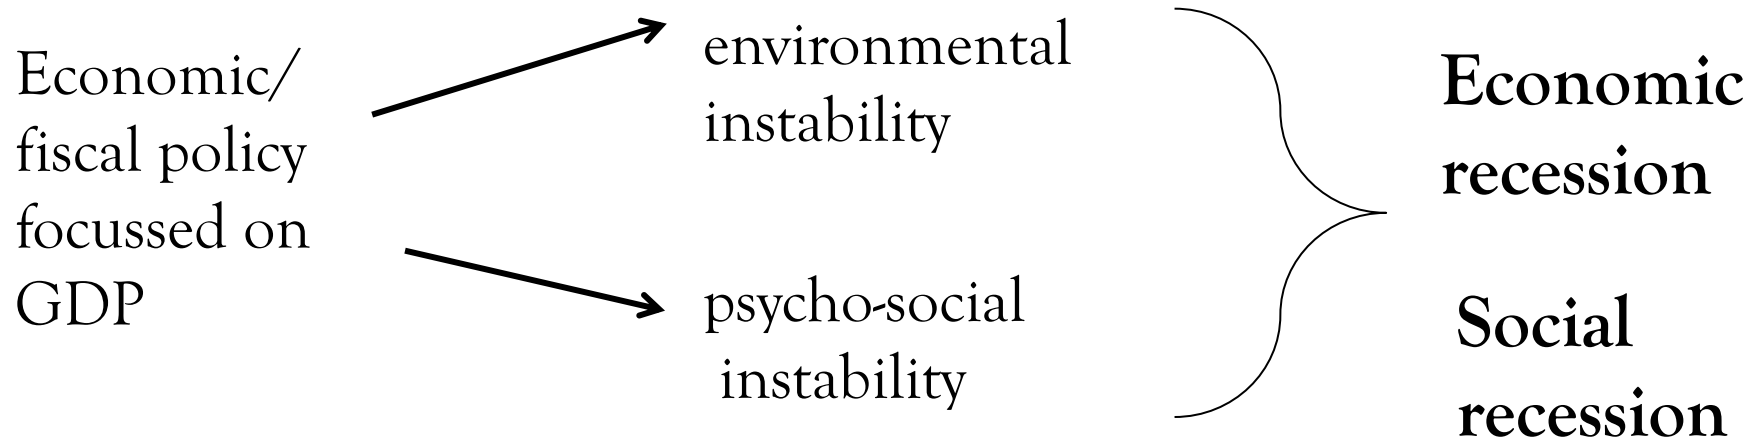 Economic/
fiscal policy
focussed on
GDP
environmental
instability
psycho-social
instability
Economic
recession
Social
recession